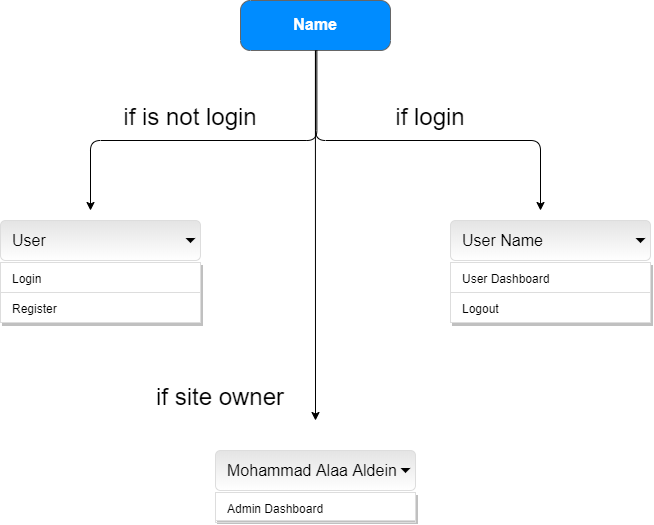 Name
if is not login
if login
User
Login
Register
User Name
User Dashboard
Logout
if site owner
Mohammad Alaa Aldein
Admin Dashboard